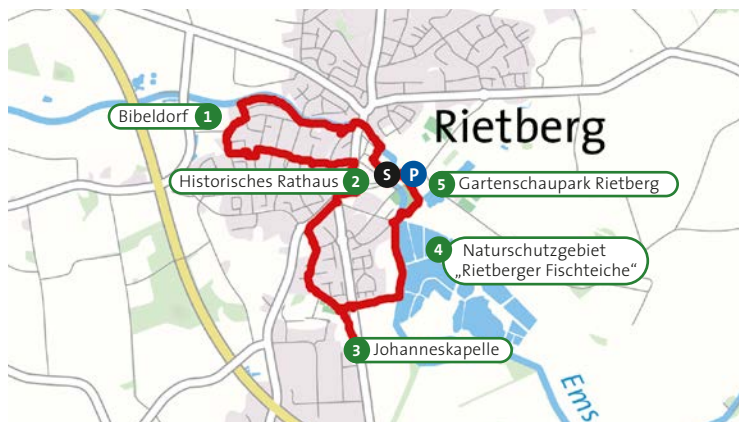 Bibeldorf 1
Rietberg
Historisches Rathaus 2
S
P
5 Gartenschaupark Rietberg
4 Naturschutzgebiet
„Rietberger Fischteiche“
3 Johanneskapelle
Ems